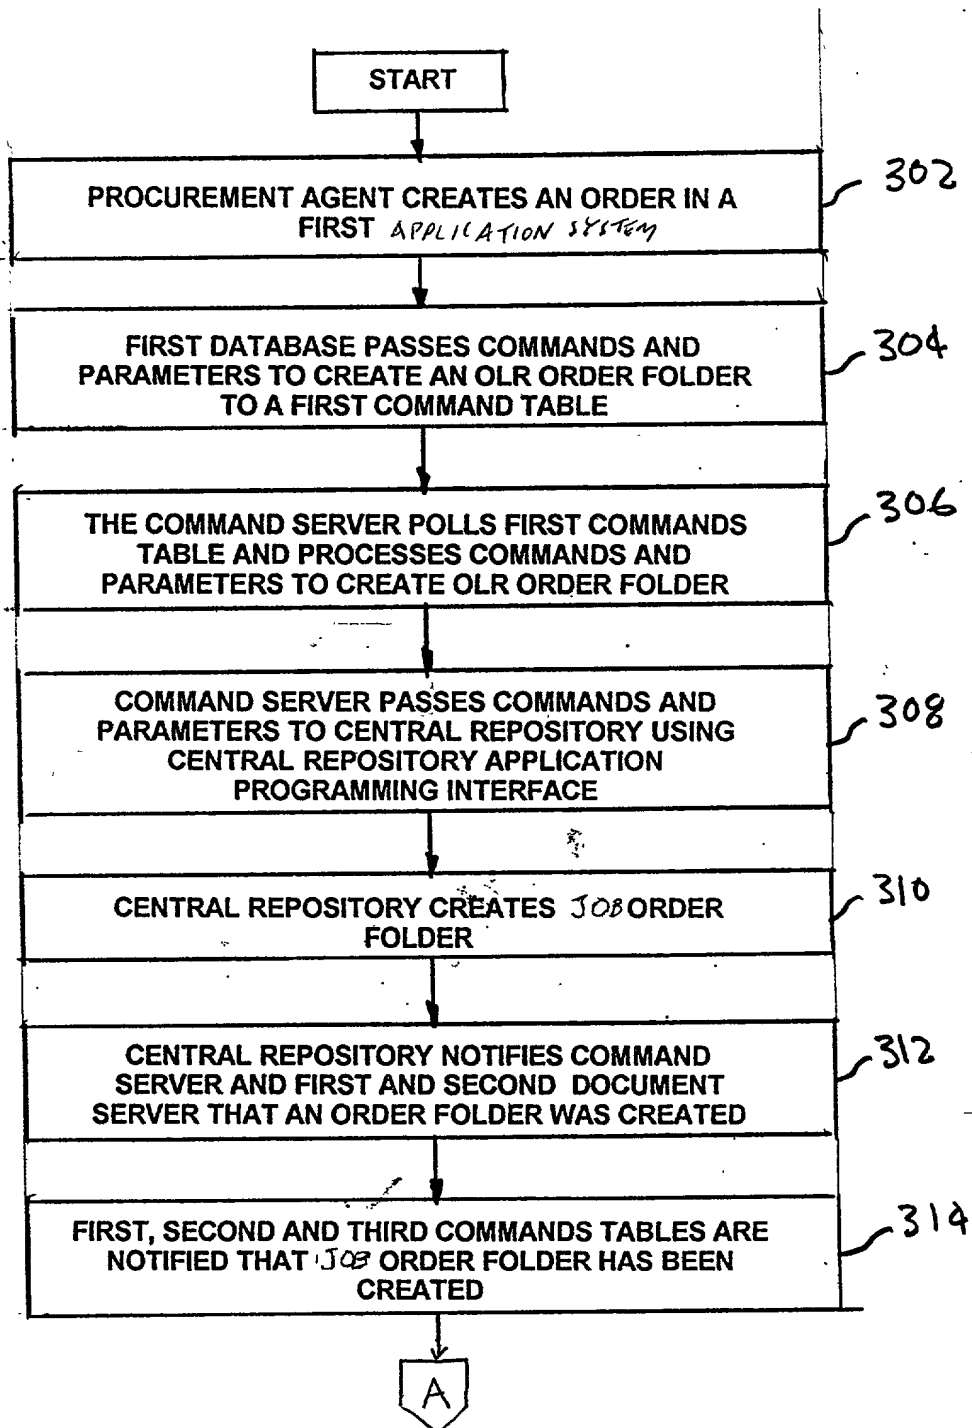 START
PROCUREMENT AGENT CREATES AN ORDER IN A
FIRST APPLICATION SYSTEM
302
FIRST DATABASE PASSES COMMANDS AND
PARAMETERS TO CREATE AN OLR ORDER FOLDER
TO A FIRST COMMAND TABLE
304
THE COMMAND SERVER POLLS FIRST COMMANDS
TABLE AND PROCESSES COMMANDS AND
PARAMETERS TO CREATE OLR ORDER FOLDER
306
COMMAND SERVER PASSES COMMANDS AND
PARAMETERS TO CENTRAL REPOSITORY USING
CENTRAL REPOSITORY APPLICATION
PROGRAMMING INTERFACE
308
CENTRAL REPOSITORY CREATES JOB ORDER
FOLDER
310
CENTRAL REPOSITORY NOTIFIES COMMAND
SERVER AND FIRST AND SECOND DOCUMENT
SERVER THAT AN ORDER FOLDER WAS CREATED
312
FIRST, SECOND AND THIRD COMMANDS TABLES ARE
NOTIFIED THAT JOB ORDER FOLDER HAS BEEN
CREATED
314
A